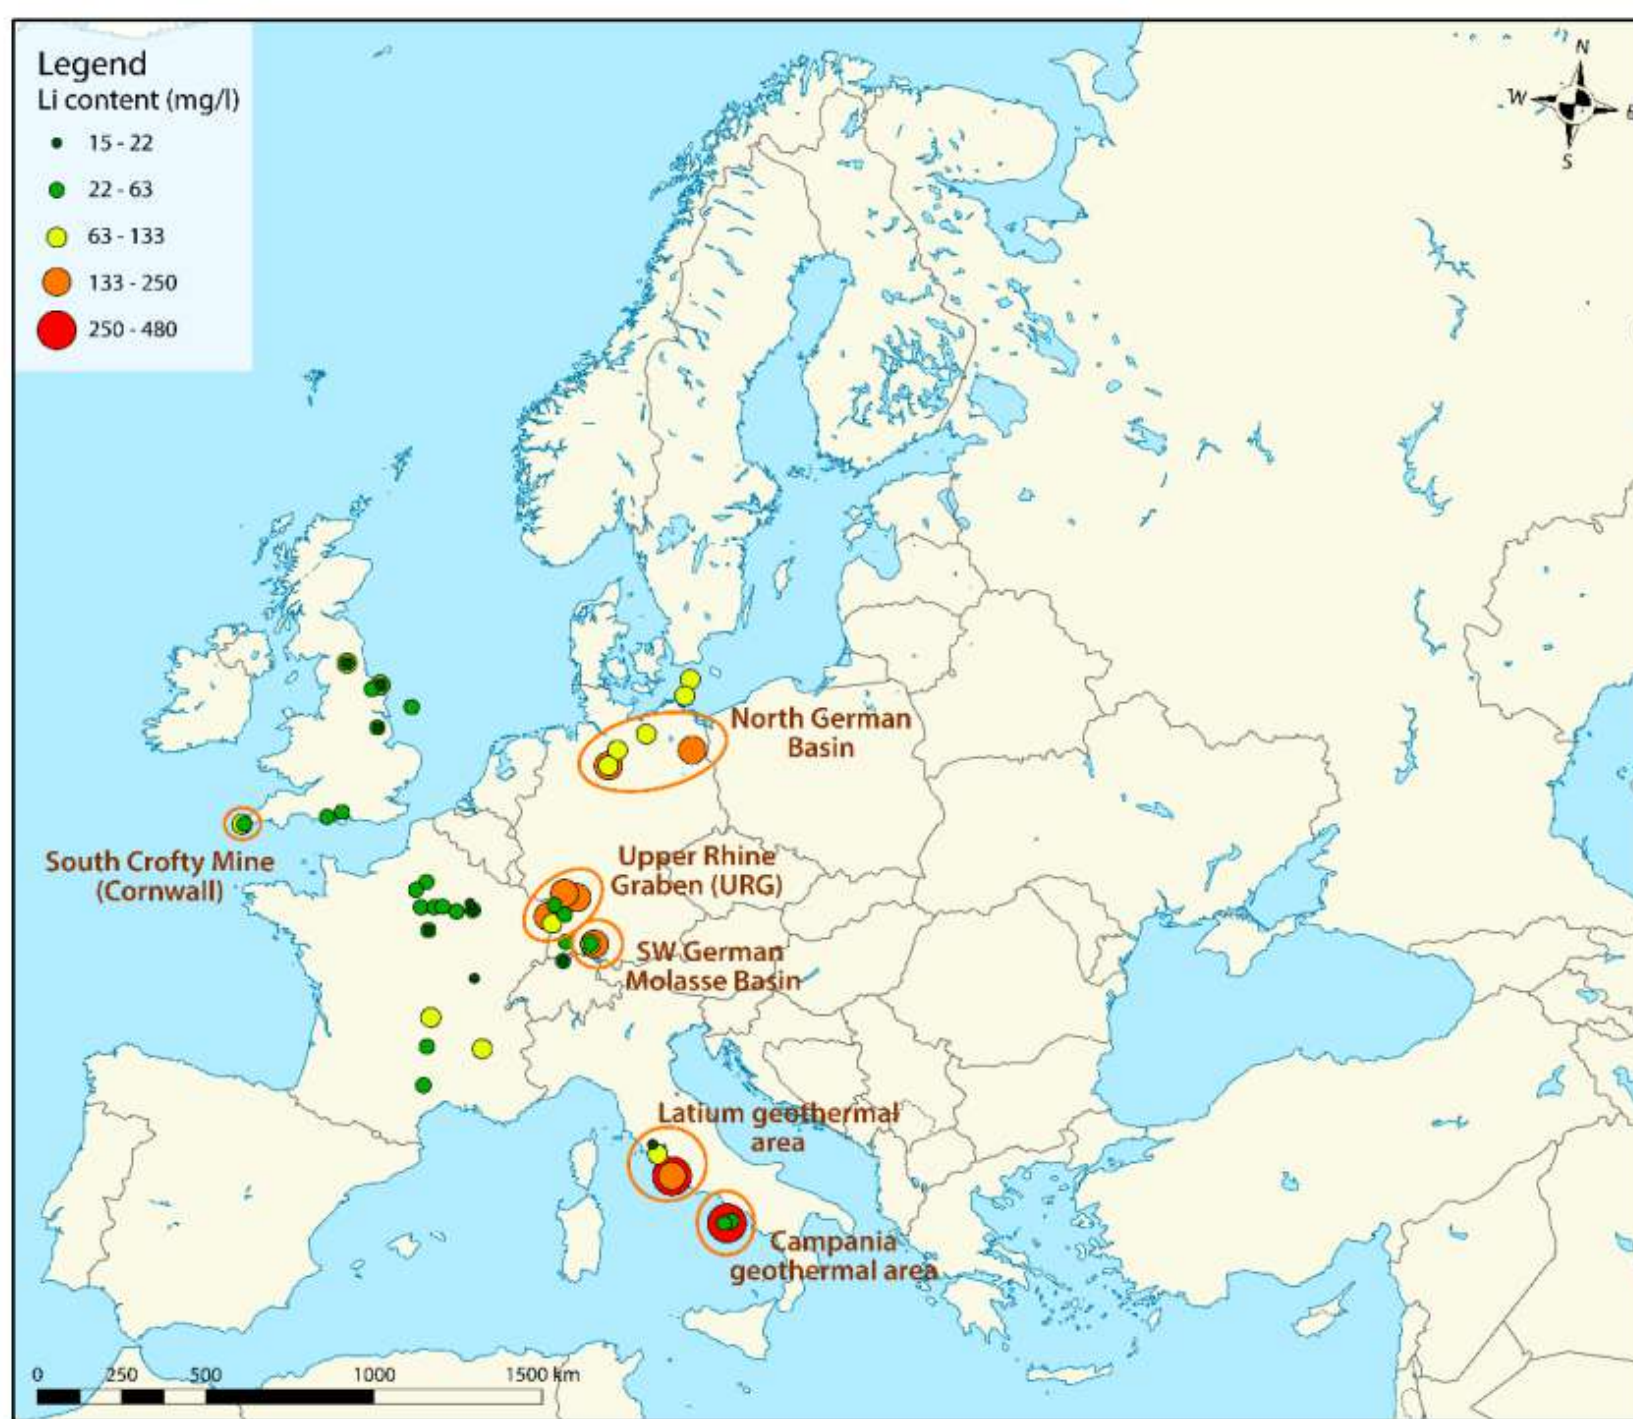 Legend
Li content (mg/l)
15 - 22
22 - 63
63 - 133
133 - 250
250 - 480
N
W
E
S
North German
Basin
South Crofty Mine
(Cornwall)
Upper Rhine
Graben (URG)
SW German
Molasse Basin
Latium geothermal
area
Campania
geothermal area
0 250 500 1000 1500 km